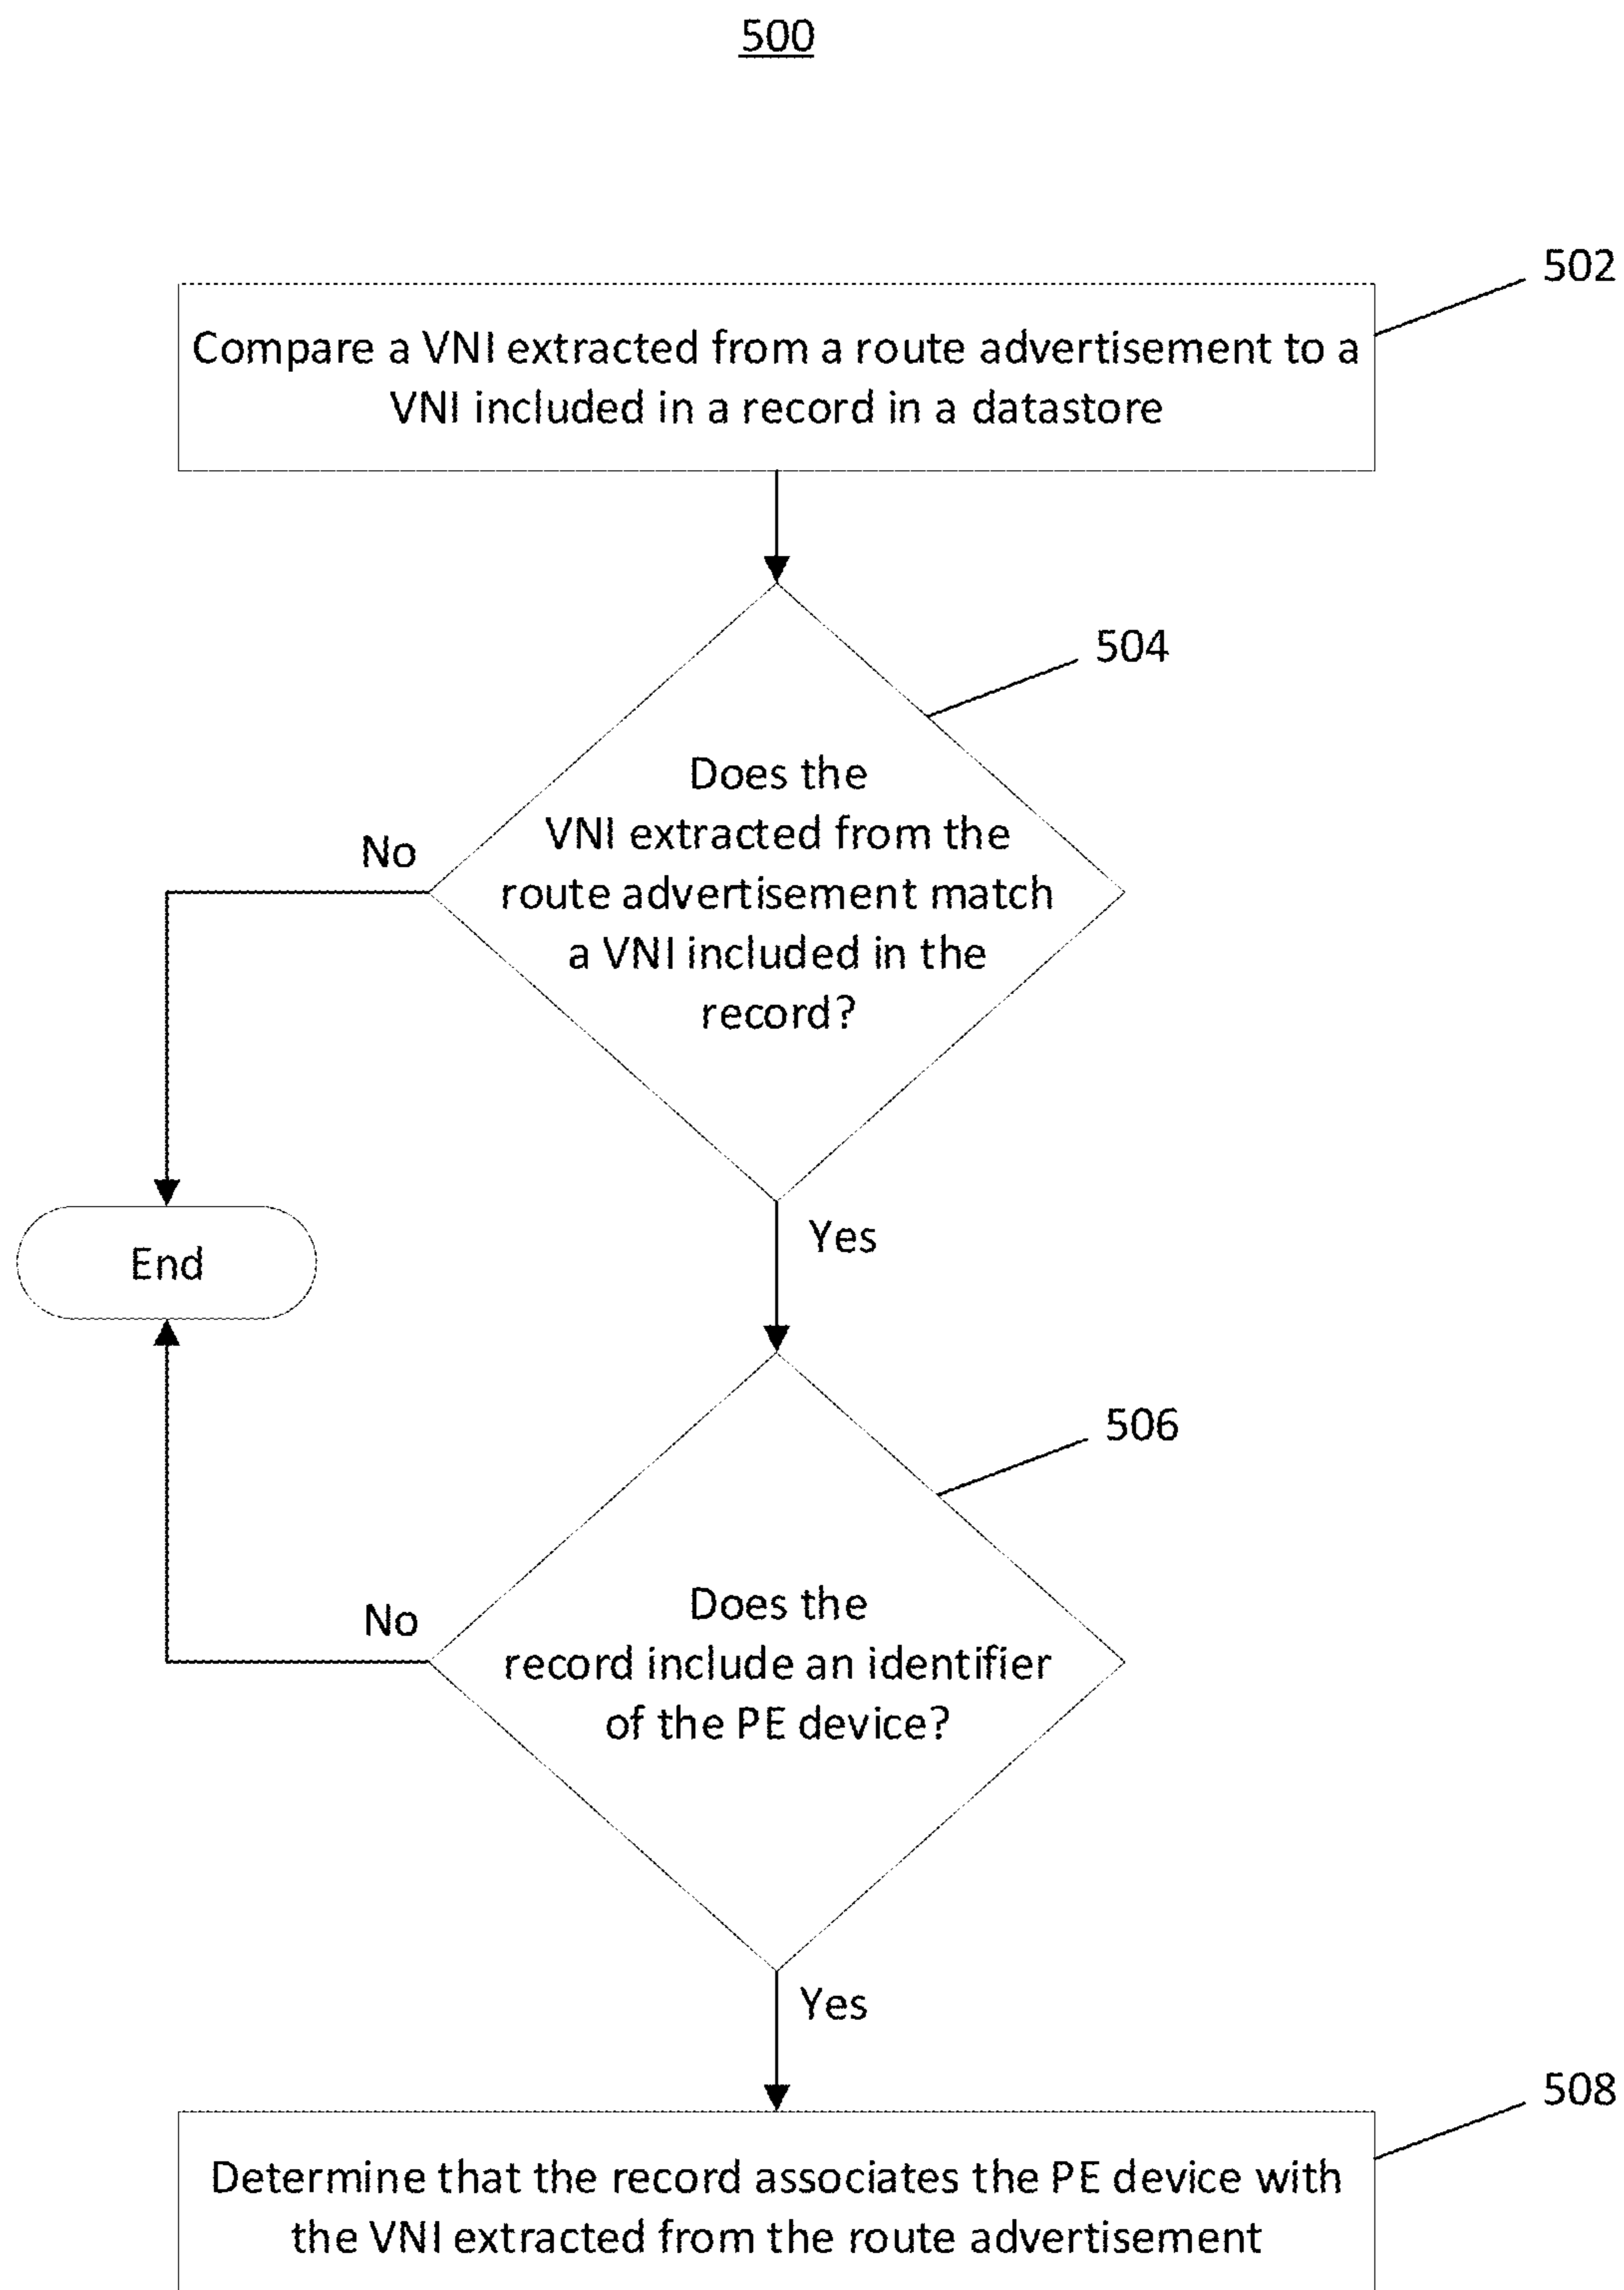 500
502
Compare a VNI extracted from a route advertisement to a
VNI included in a record in a datastore
504
Does the
VNI extracted from the
route advertisement match
a VNI included in the
record?
No
Yes
End
506
Does the
record include an identifier
of the PE device?
No
Yes
508
Determine that the record associates the PE device with
the VNI extracted from the route advertisement